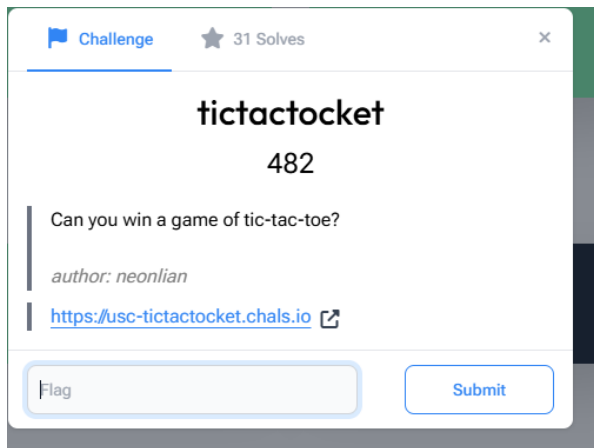 Challenge
31 Solves
×
tictactocket
482
Can you win a game of tic-tac-toe?
author: neonlian
https://usc-tictactocket.chals.io
Flag
Submit